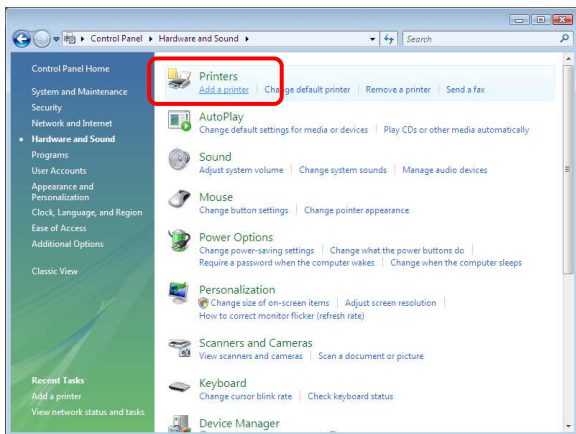 Control Panel ▸ Hardware and Sound ▸
Search
Control Panel Home
System and Maintenance
Security
Network and Internet
• Hardware and Sound
Programs
User Accounts
Appearance and
Personalization
Clock, Language, and Region
Ease of Access
Additional Options
Classic View
Recent Tasks
Add a printer
View network status and tasks
Printers
Add a printer | Change default printer | Remove a printer | Send a fax
AutoPlay
Change default settings for media or devices | Play CDs or other media automatically
Sound
Adjust system volume | Change system sounds | Manage audio devices
Mouse
Change button settings | Change pointer appearance
Power Options
Change power-saving settings | Change what the power buttons do |
Require a password when the computer wakes | Change when the computer sleeps
Personalization
Change size of on-screen items | Adjust screen resolution |
How to correct monitor flicker (refresh rate)
Scanners and Cameras
View scanners and cameras | Scan a document or picture
Keyboard
Change cursor blink rate | Check keyboard status
Device Manager